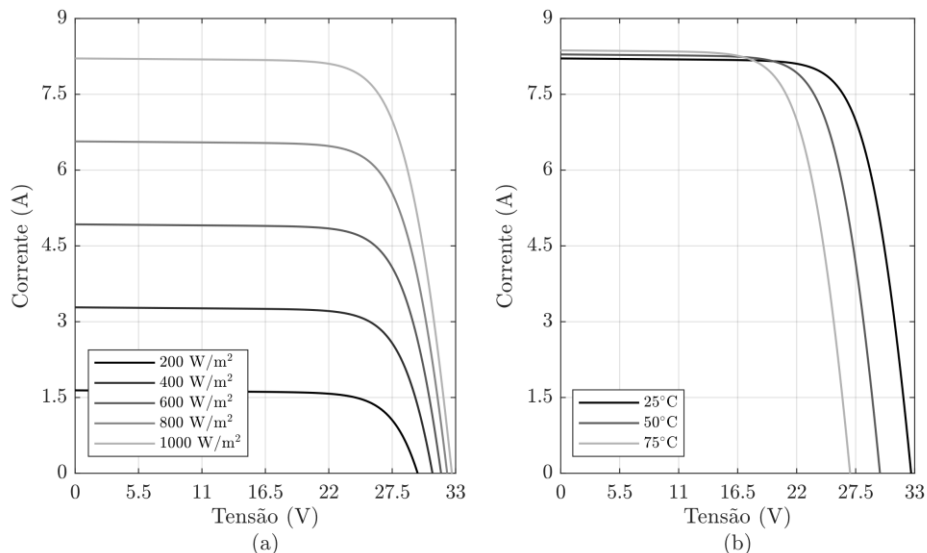 9
7.5
6
4.5
3
1.5
0
Corrente (A)
200 W/m²
400 W/m²
600 W/m²
800 W/m²
1000 W/m²
0 5.5 11 16.5 22 27.5 33
Tensão (V)
(a)
9
7.5
6
4.5
3
1.5
0
Corrente (A)
25°C
50°C
75°C
0 5.5 11 16.5 22 27.5 33
Tensão (V)
(b)